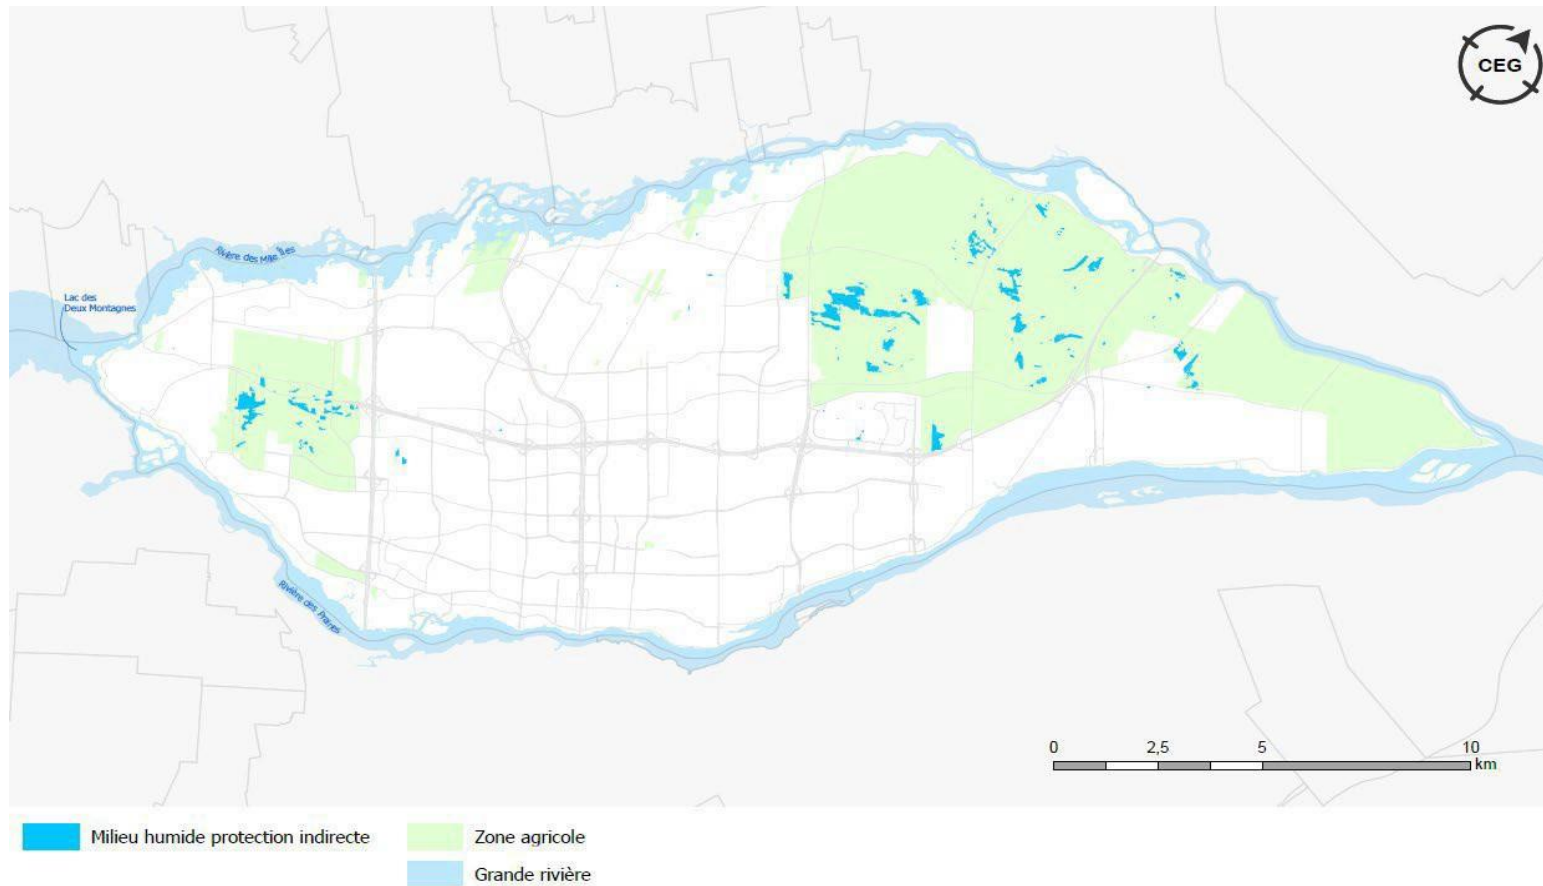 CEG
Rivière des Mille Îles
Lac des
Deux Montagnes
Rivière des Prairies
0 2,5 5 10
km
Milieu humide protection indirecte
Zone agricole
Grande rivière